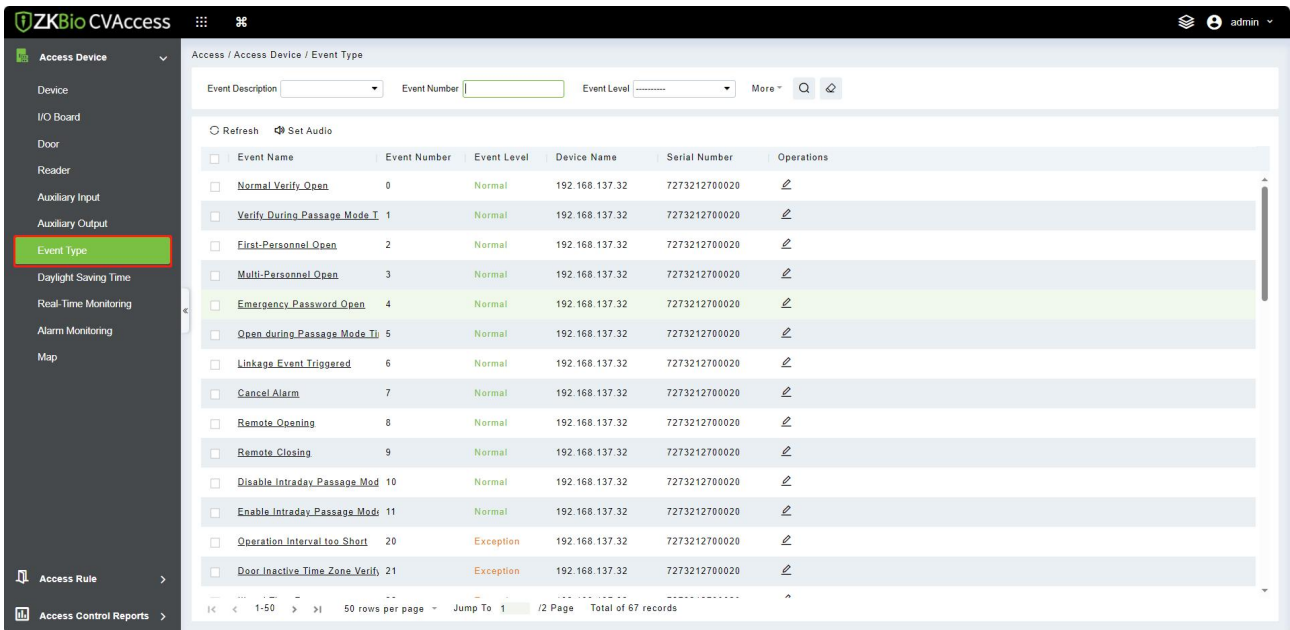 ZKBio CVAccess
admin
Access Device
Device
I/O Board
Door
Reader
Auxiliary Input
Auxiliary Output
Event Type
Daylight Saving Time
Real-Time Monitoring
Alarm Monitoring
Map
Access Rule
Access Control Reports
Access / Access Device / Event Type
Event Description Event Number Event Level ---------- More
Refresh Set Audio
Event Name Event Number Event Level Device Name Serial Number Operations
Normal Verify Open 0 Normal 192.168.137.32 7273212700020
Verify During Passage Mode T 1 Normal 192.168.137.32 7273212700020
First-Personnel Open 2 Normal 192.168.137.32 7273212700020
Multi-Personnel Open 3 Normal 192.168.137.32 7273212700020
Emergency Password Open 4 Normal 192.168.137.32 7273212700020
Open during Passage Mode Ti 5 Normal 192.168.137.32 7273212700020
Linkage Event Triggered 6 Normal 192.168.137.32 7273212700020
Cancel Alarm 7 Normal 192.168.137.32 7273212700020
Remote Opening 8 Normal 192.168.137.32 7273212700020
Remote Closing 9 Normal 192.168.137.32 7273212700020
Disable Intraday Passage Mod 10 Normal 192.168.137.32 7273212700020
Enable Intraday Passage Mode 11 Normal 192.168.137.32 7273212700020
Operation Interval too Short 20 Exception 192.168.137.32 7273212700020
Door Inactive Time Zone Verify 21 Exception 192.168.137.32 7273212700020
1-50 50 rows per page Jump To 1 /2 Page Total of 67 records